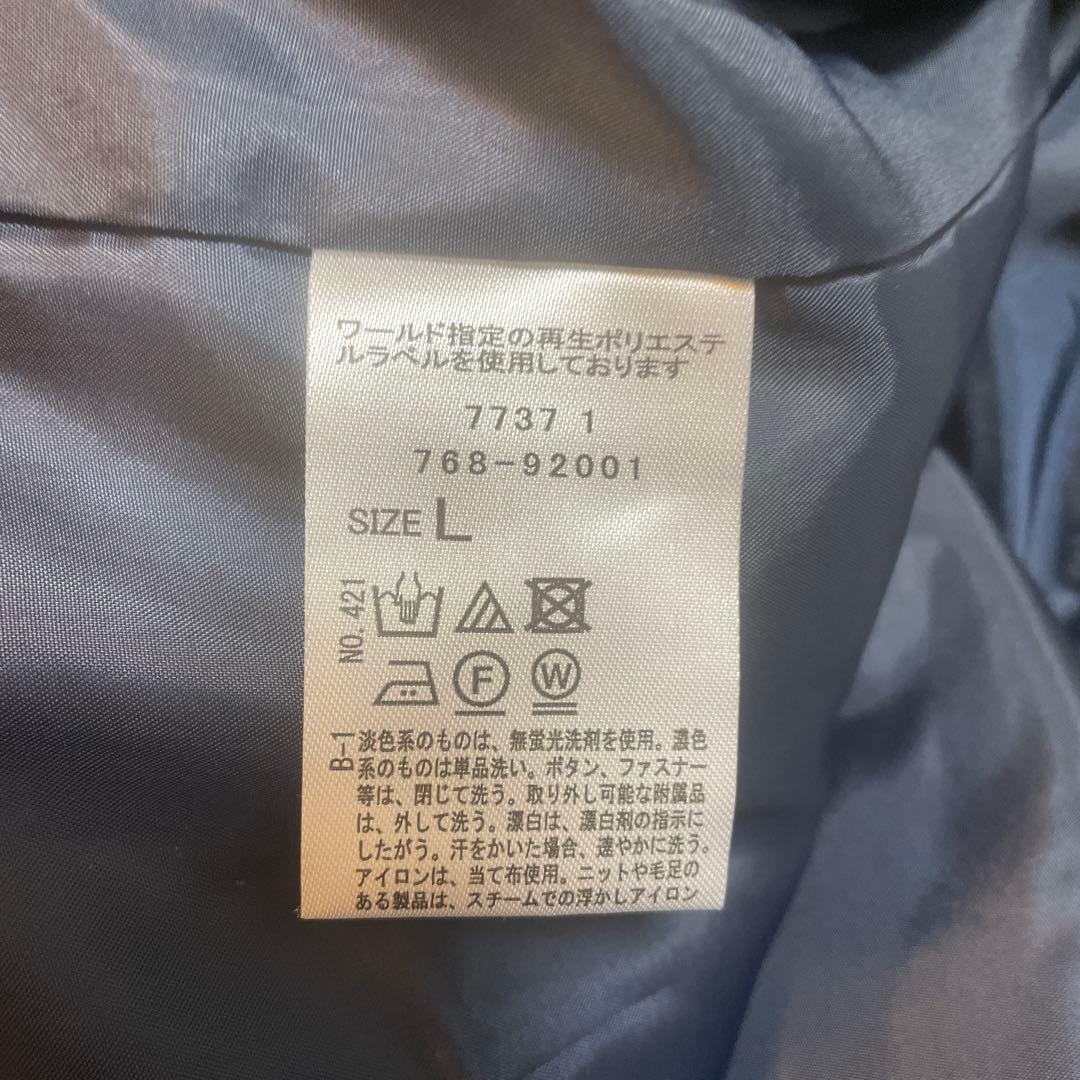 ワールド指定の再生ポリエステ
ルラベルを使用しております
7737 1
768-92001
SIZE L
NO. 421
F W
B-1
淡色系のものは、無蛍光洗剤を使用。濃色
系のものは単品洗い。ボタン、ファスナー
等は、閉じて洗う。取り外し可能な附属品
は、外して洗う。漂白は、漂白剤の指示に
したがう。汗をかいた場合、速やかに洗う。
アイロンは、当て布使用。ニットや毛足の
ある製品は、スチームでの浮かしアイロン